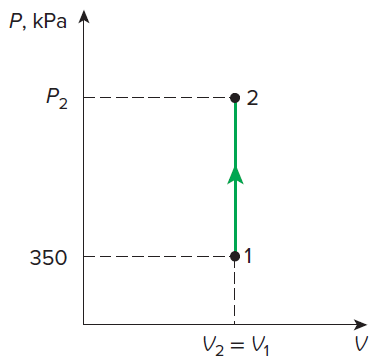 P, kPa
P₂
2
350
1
V₂ = V₁
V